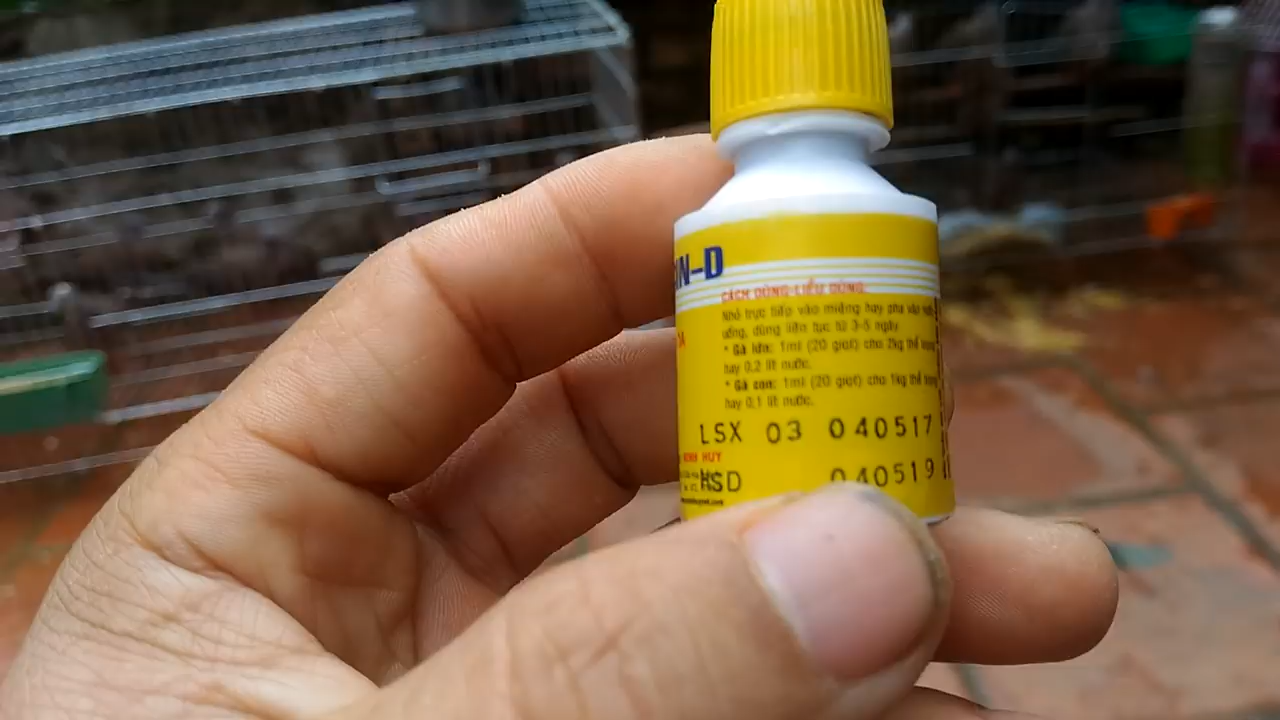 IN-D
CÁCH DÙNG-LIỀU DÙNG:
Nhỏ trực tiếp vào miệng hay pha vào nước
uống, dùng liên tục từ 3-5 ngày
* Gà lớn: 1ml (20 giọt) cho 2kg thể trọng
hay 0,2 lít nước.
* Gà con: 1ml (20 giọt) cho 1kg thể trọng
hay 0,1 lít nước.
LSX 03 040517
MINH HUY
HSD 040519